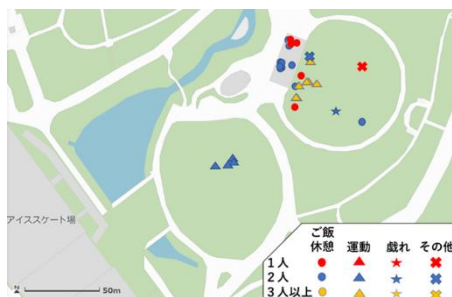 アイススケート場
N
50m
ご飯
休憩 運動 戯れ その他
1人
2人
3人以上